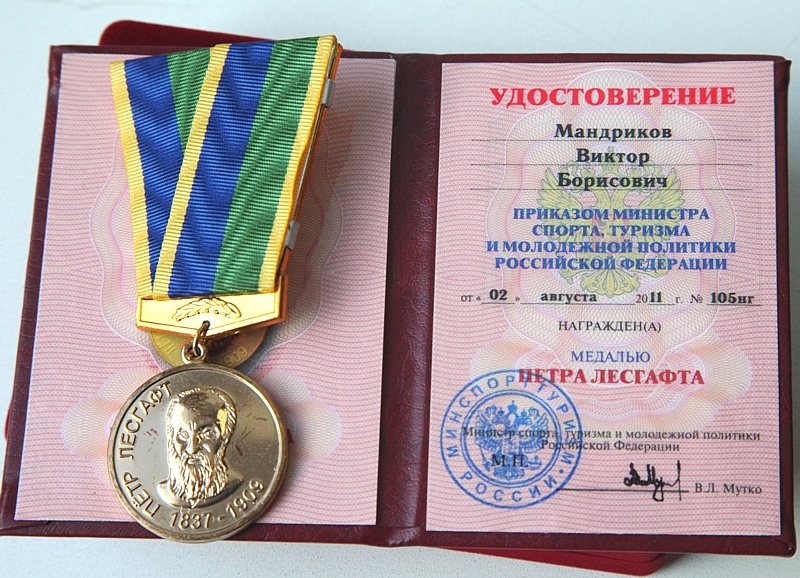 ПЁТР ЛЕСГАФТ
1837-1909
УДОСТОВЕРЕНИЕ
Мандриков
Виктор
Борисович
ПРИКАЗОМ МИНИСТРА
СПОРТА, ТУРИЗМА
И МОЛОДЕЖНОЙ ПОЛИТИКИ
РОССИЙСКОЙ ФЕДЕРАЦИИ
от « 02 » августа 2011 г. № 105нг
НАГРАЖДЕН(А)
МЕДАЛЬЮ
ПЕТРА ЛЕСГАФТА
МИНСПОРТТУРИЗМ
РОССИИ
Министр спорта, туризма и молодежной политики
Российской Федерации
М.П.
В.Л. Мутко